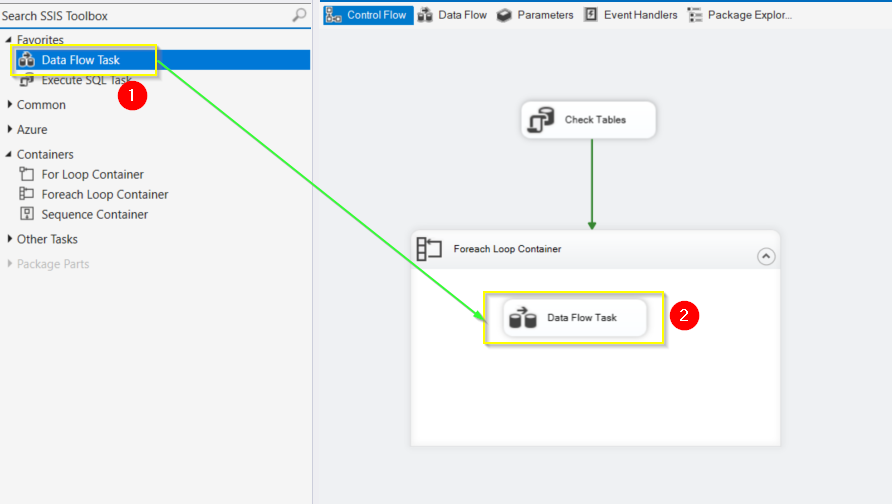 Search SSIS Toolbox
Favorites
Data Flow Task
Execute SQL Task
1
Common
Azure
Containers
For Loop Container
Foreach Loop Container
Sequence Container
Other Tasks
Package Parts
Control Flow Data Flow Parameters Event Handlers Package Explor...
Check Tables
Foreach Loop Container
Data Flow Task
2